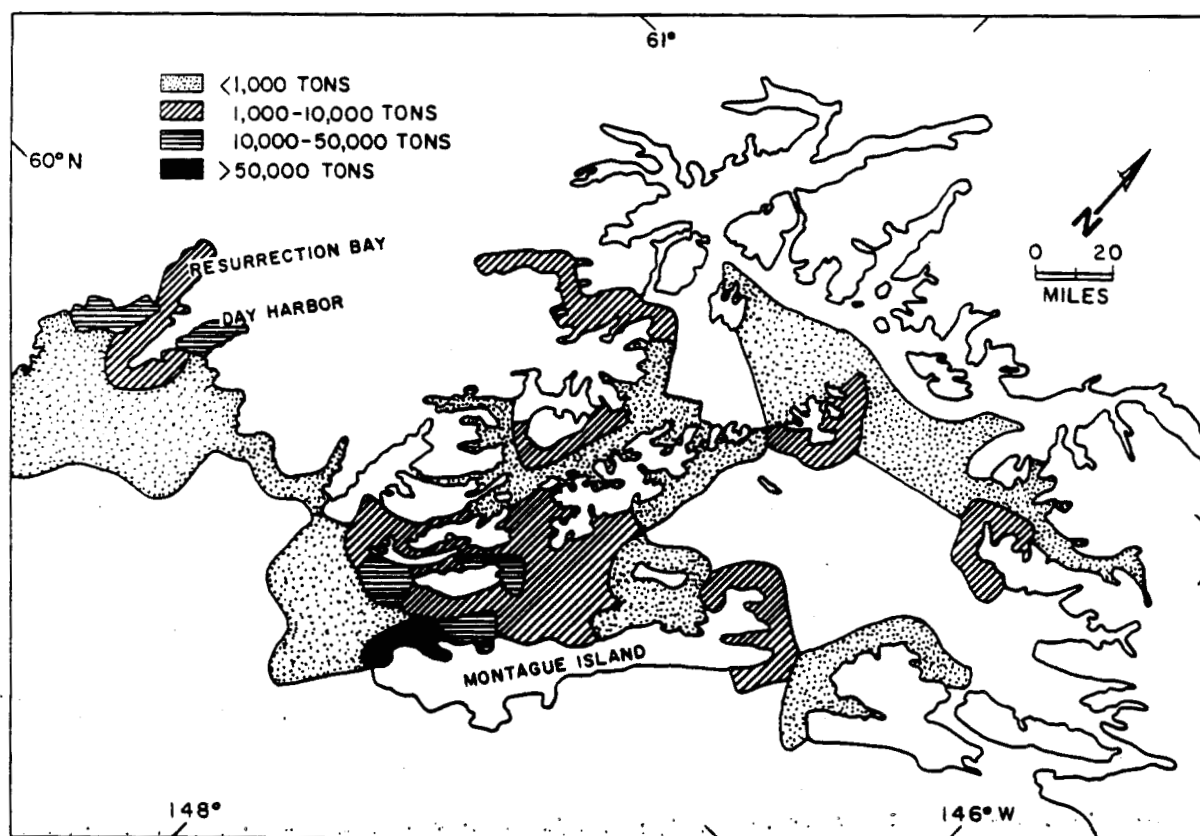 61°
<1,000 TONS
1,000-10,000 TONS
10,000-50,000 TONS
>50,000 TONS
60° N
N
0 20
MILES
RESURRECTION BAY
DAY HARBOR
MONTAGUE ISLAND
148°
146° W